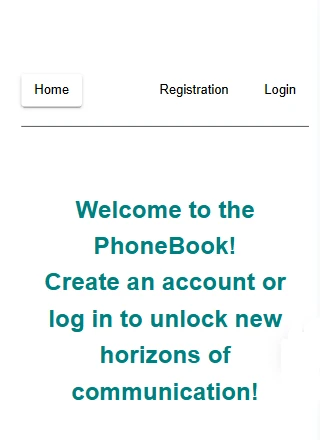 Home Registration Login
Welcome to the
PhoneBook!
Create an account or
log in to unlock new
horizons of
communication!